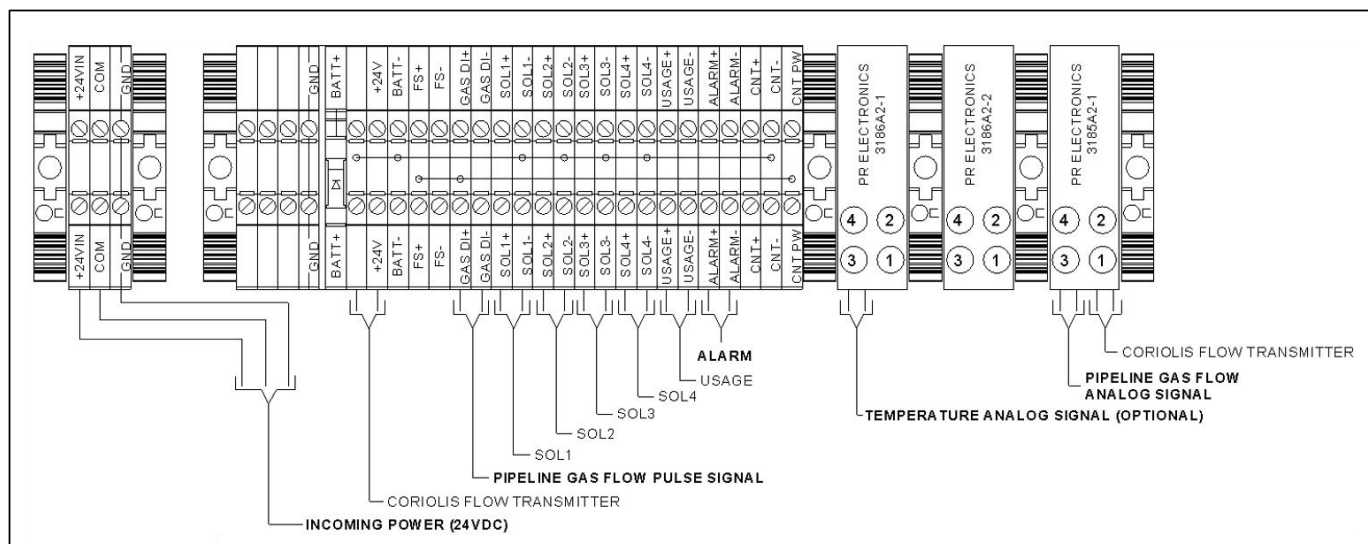 +24VIN
COM
GND
GND
BATT+
+24V
BATT-
FS+
FS-
GAS DI+
GAS DI-
SOL1+
SOL1-
SOL2+
SOL2-
SOL3+
SOL3-
SOL4+
SOL4-
USAGE+
USAGE-
ALARM+
ALARM-
CNT+
CNT-
CNT PW
PR ELECTRONICS
3186A2-1
PR ELECTRONICS
3186A2-2
PR ELECTRONICS
3185A2-1
4 2
3 1
4 2
3 1
4 2
3 1
+24VIN
COM
GND
GND
BATT+
+24V
BATT-
FS+
FS-
GAS DI+
GAS DI-
SOL1+
SOL1-
SOL2+
SOL2-
SOL3+
SOL3-
SOL4+
SOL4-
USAGE+
USAGE-
ALARM+
ALARM-
CNT+
CNT-
CNT PW
ALARM
USAGE
SOL4
SOL3
SOL2
SOL1
PIPELINE GAS FLOW PULSE SIGNAL
CORIOLIS FLOW TRANSMITTER
INCOMING POWER (24VDC)
CORIOLIS FLOW TRANSMITTER
PIPELINE GAS FLOW
ANALOG SIGNAL
TEMPERATURE ANALOG SIGNAL (OPTIONAL)